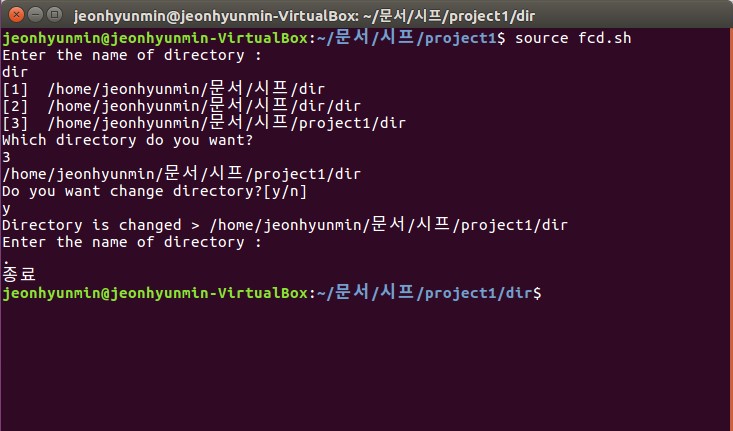 jeonhyunmin@jeonhyunmin-VirtualBox: ~/문서/시프/project1/dir
jeonhyunmin@jeonhyunmin-VirtualBox:~/문서/시프/project1$ source fcd.sh
Enter the name of directory :
dir
[1]  /home/jeonhyunmin/문서/시프/dir
[2]  /home/jeonhyunmin/문서/시프/dir/dir
[3]  /home/jeonhyunmin/문서/시프/project1/dir
Which directory do you want?
3
/home/jeonhyunmin/문서/시프/project1/dir
Do you want change directory?[y/n]
y
Directory is changed > /home/jeonhyunmin/문서/시프/project1/dir
Enter the name of directory :
.
종료
jeonhyunmin@jeonhyunmin-VirtualBox:~/문서/시프/project1/dir$